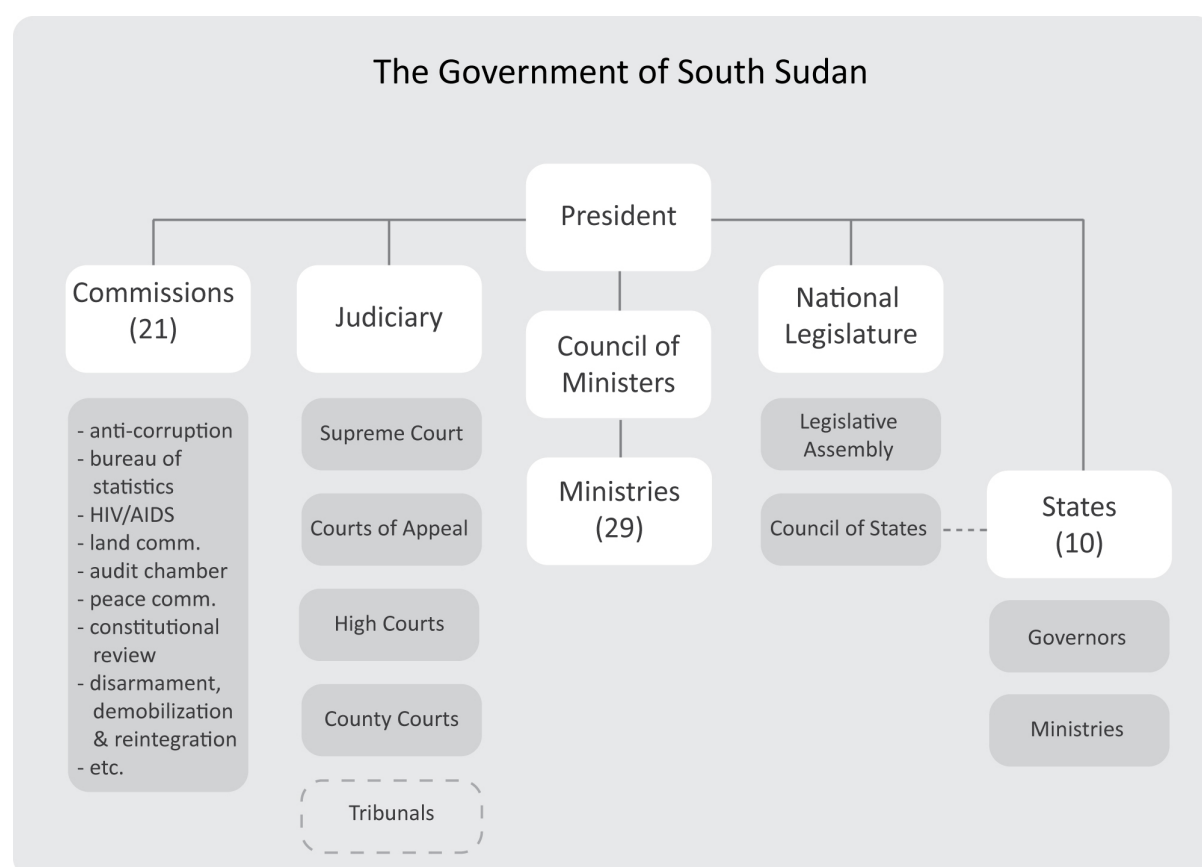 The Government of South Sudan
President
Commissions
(21)
- anti-corruption
- bureau of
statistics
- HIV/AIDS
- land comm.
- audit chamber
- peace comm.
- constitutional
review
- disarmament,
demobilization
& reintegration
- etc.
Judiciary
Supreme Court
Courts of Appeal
High Courts
County Courts
Tribunals
Council of
Ministers
Ministries
(29)
National
Legislature
Legislative
Assembly
Council of States
States
(10)
Governors
Ministries